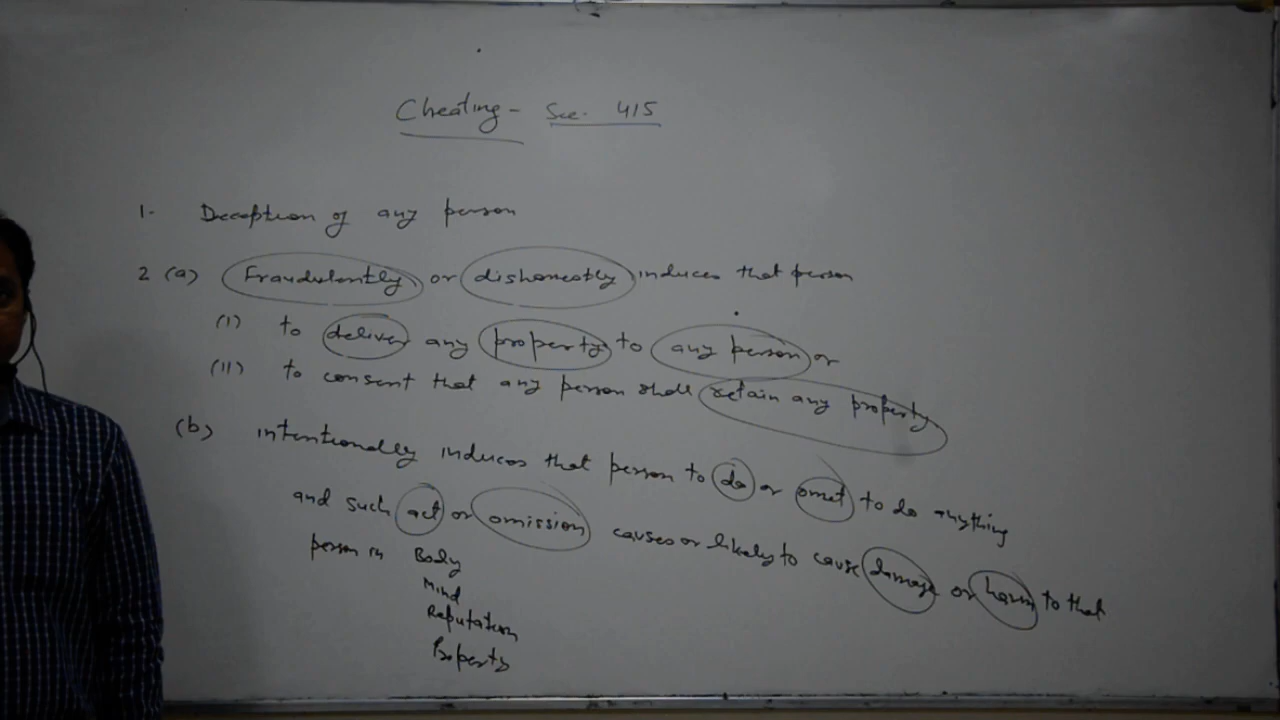 Cheating - Sec. 415
1. Deception of any person
2 (a) Fraudulently or dishonestly induces that person
(i) to deliver any property to any person or
(ii) to consent that any person shall retain any property
(b) intentionally induces that person to do or omit to do anything
and such act or omission causes or likely to cause damage or harm to that
person in Body
Mind
Reputation
Property